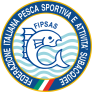 FIPSAS
FEDERAZIONE ITALIANA PESCA SPORTIVA E ATTIVITÀ SUBACQUEE